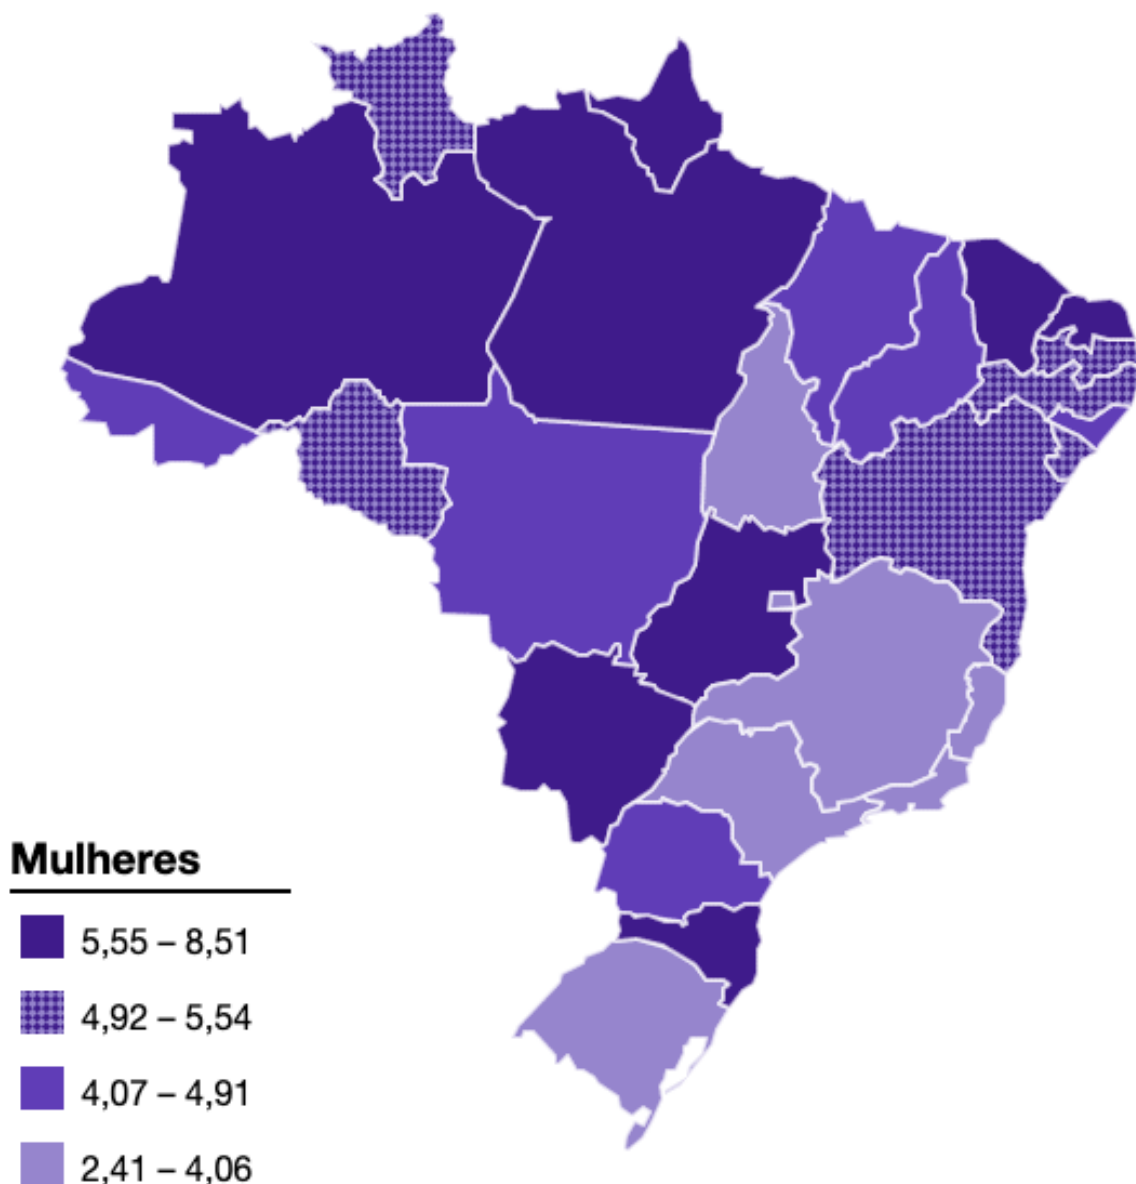 Mulheres
5,55 – 8,51
4,92 – 5,54
4,07 – 4,91
2,41 – 4,06